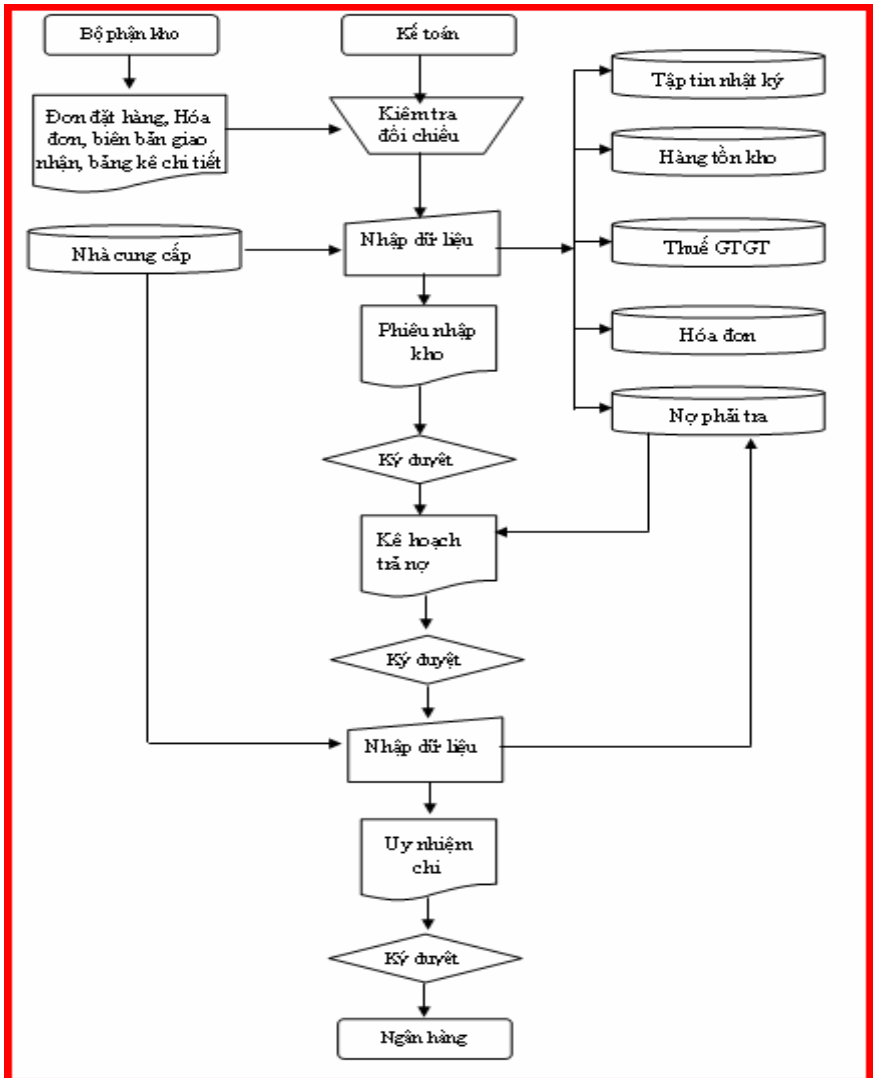 Bộ phận kho
Kế toán
Tập tin nhật ký
Đơn đặt hàng, Hóa
đơn, biên bản giao
nhận, bảng kê chi tiết
Kiểm tra
đối chiếu
Hàng tồn kho
Nhà cung cấp
Nhập dữ liệu
Thuế GTGT
Phiếu nhập
kho
Hóa đơn
Nợ phải tra
Ký duyệt
Kế hoạch
trả nợ
Ký duyệt
Nhập dữ liệu
Uy nhiệm
chi
Ký duyệt
Ngân hàng